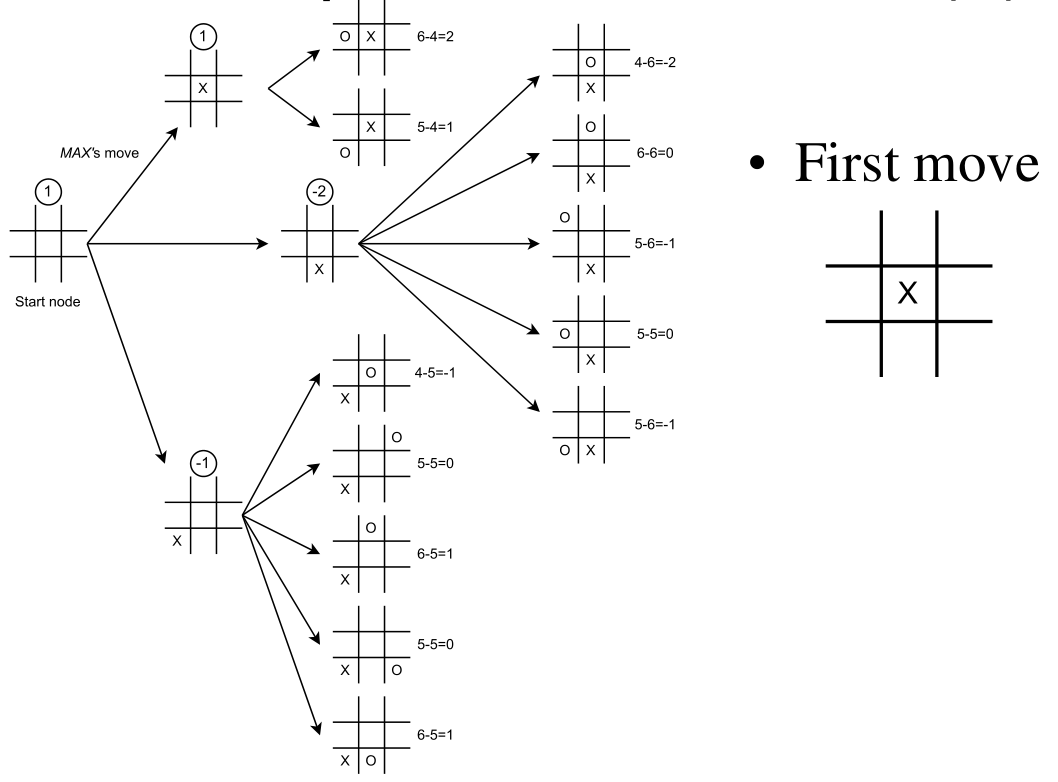 1
X
MAX's move
1
Start node
O X 6-4=2
X 5-4=1
O
-2
X
O 4-6=-2
X
O 6-6=0
X
O
5-6=-1
X
O 5-5=0
X
5-6=-1
O X
-1
X
O 4-5=-1
X
O
5-5=0
X
O
6-5=1
X
5-5=0
X O
6-5=1
X O
• First move
X